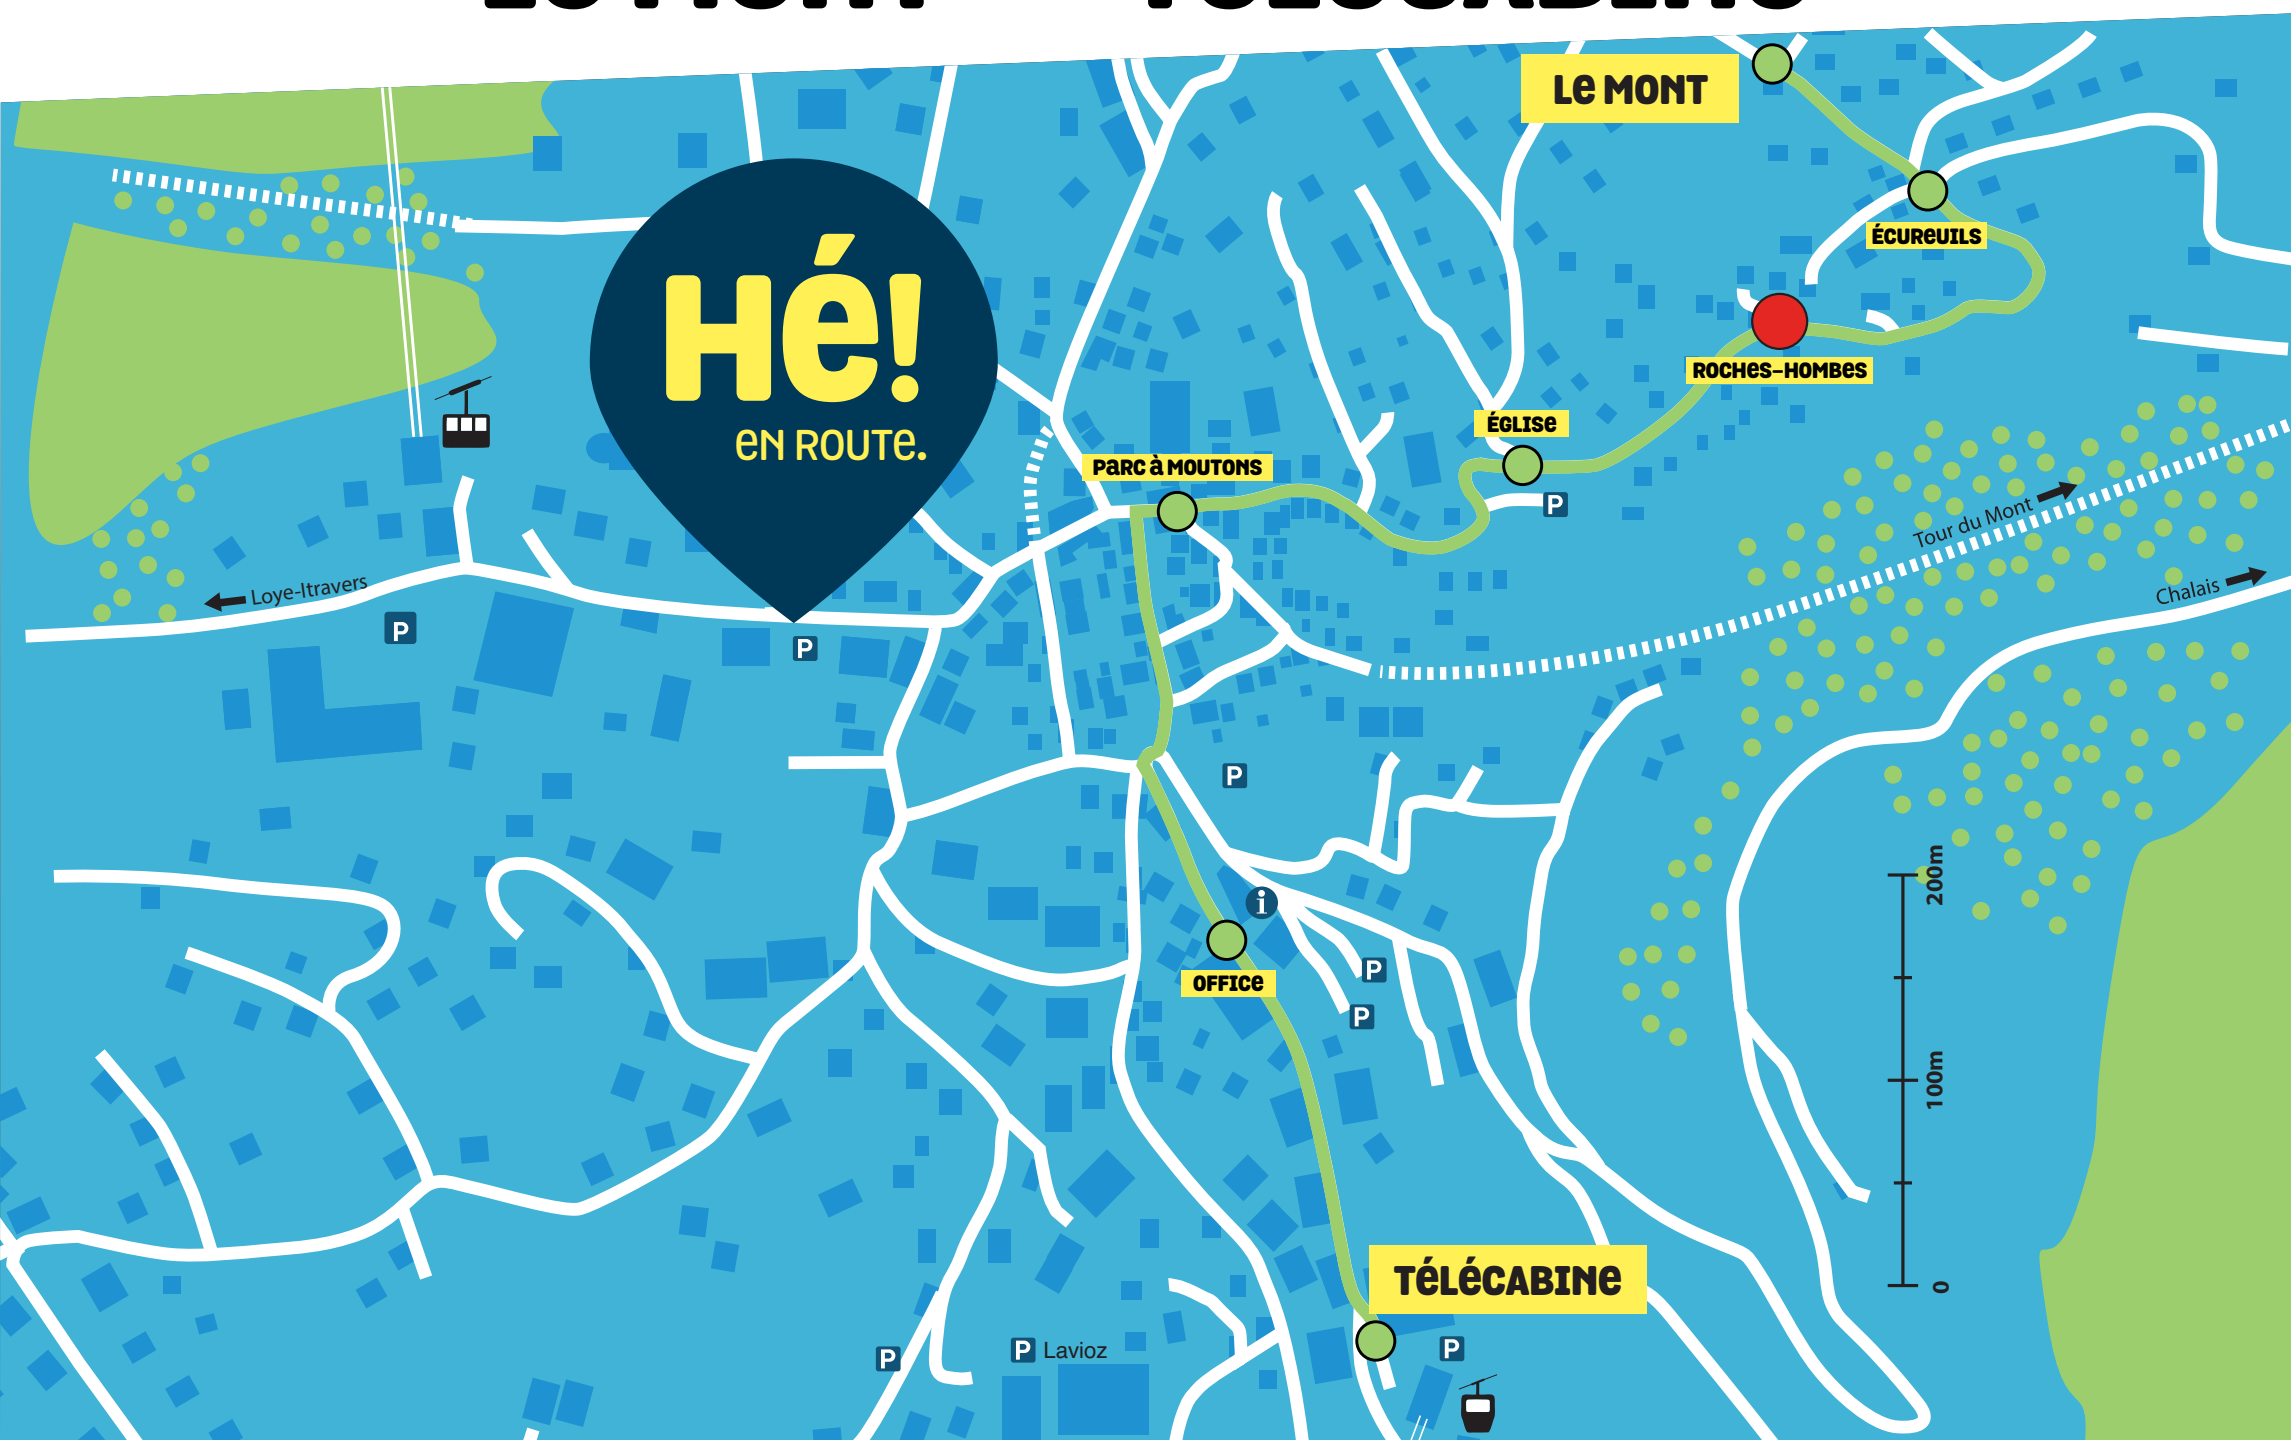 Le MONT
ÉCUREUILS
Hé!
EN ROUTE.
ROCHES-HOMBES
ÉGLISE
PARC À MOUTONS
P
Tour du Mont
Chalais
Loye-Itravers
P
P
P
200m
i
OFFICE
P
P
100m
TÉLÉCABINE
0
P
P Lavioz
P